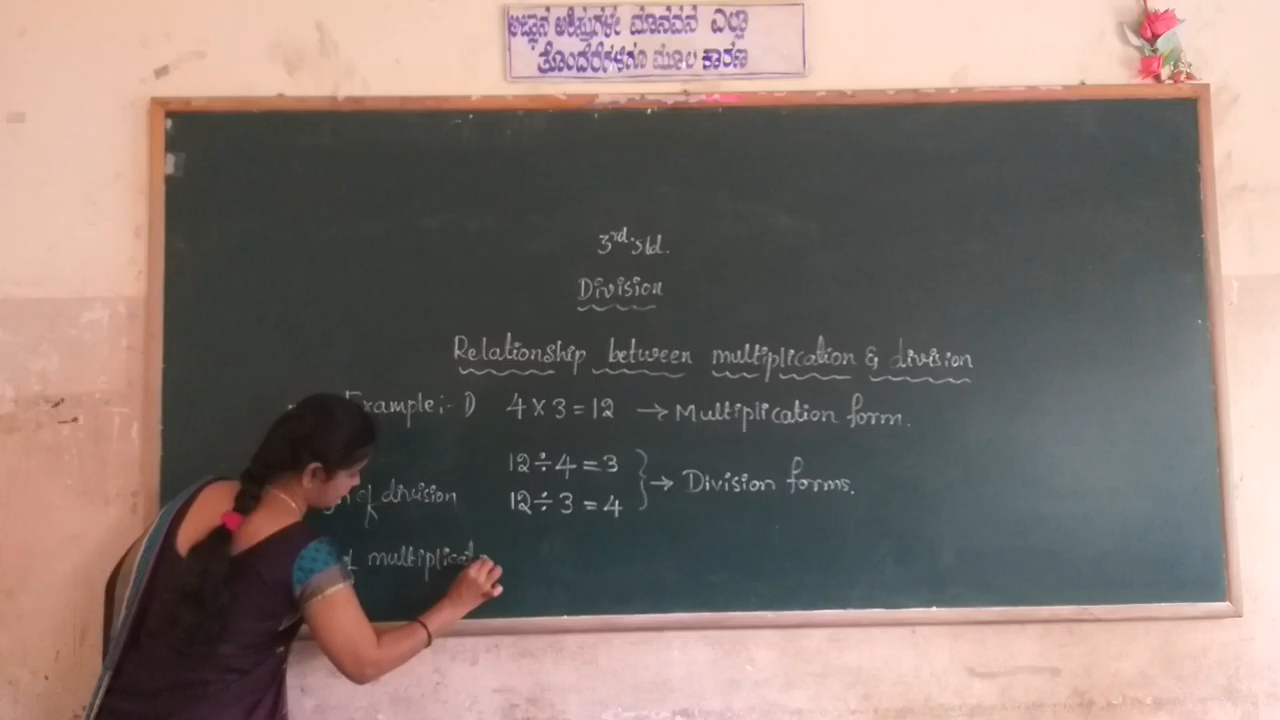 ಅಜ್ಞಾನ ಅಶಿಸ್ತುಗಳೇ ಮಾನವನ ಎಲ್ಲಾ
ತೊಂದರೆಗಳಿಗೂ ಮೂಲ ಕಾರಣ
3rd.std.
Division
Relationship between multiplication & division
Example:- 1) 4 × 3 = 12 → Multiplication form.
12 ÷ 4 = 3
of division 12 ÷ 3 = 4 } → Division forms.
multiplicat